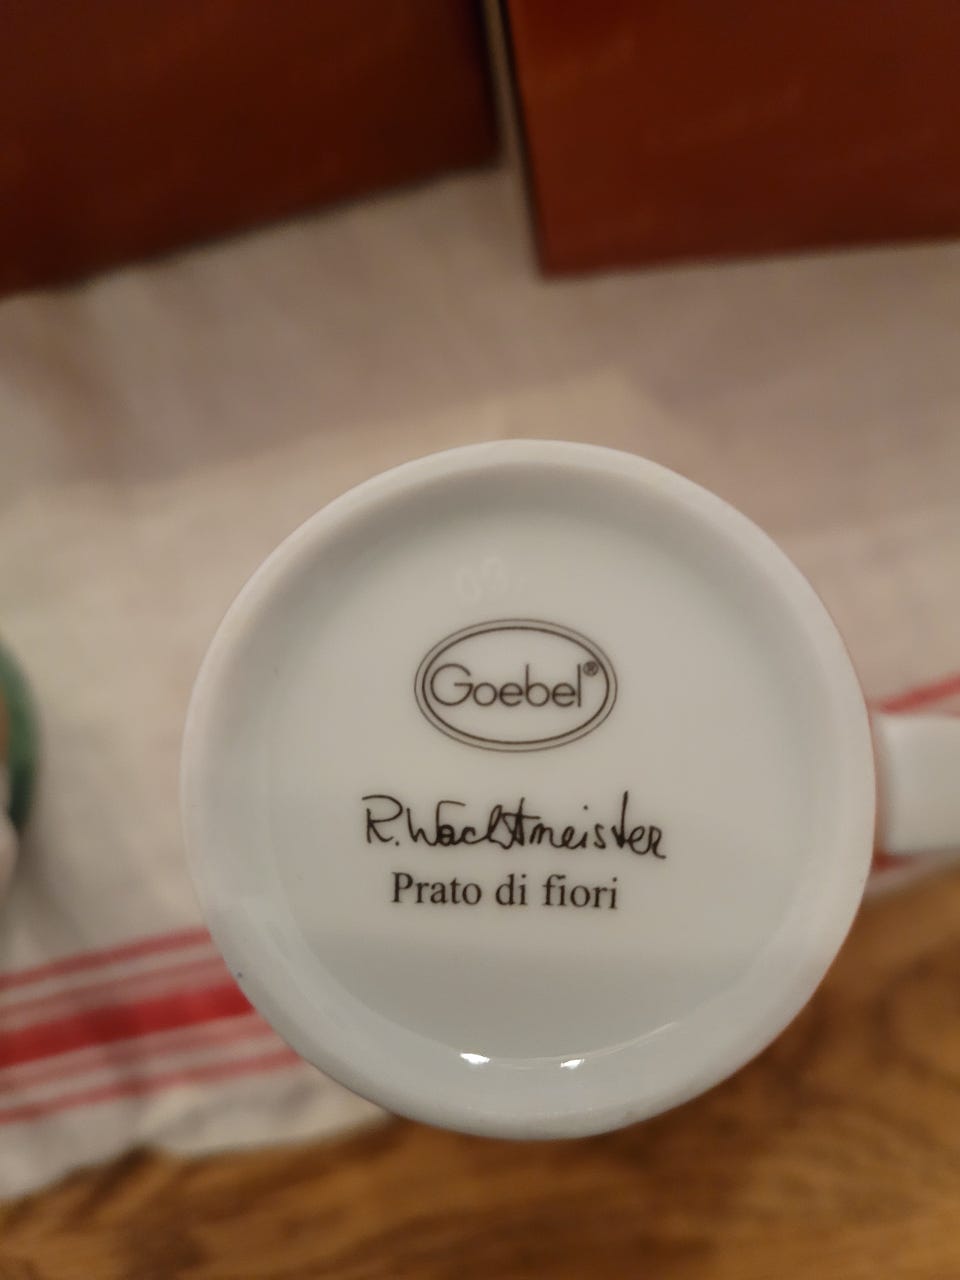 Goebel®
R. Wachtmeister
Prato di fiori